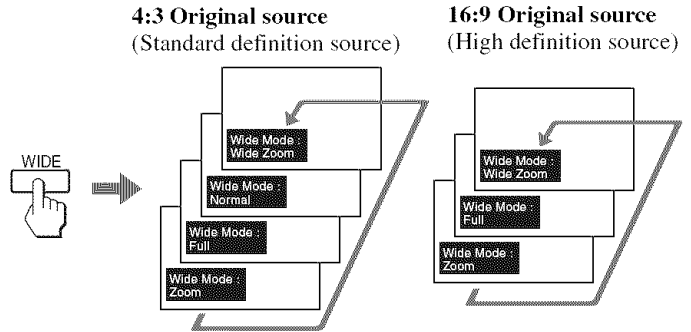 4:3 Original source
(Standard definition source)
16:9 Original source
(High definition source)
WIDE
Wide Mode :
Wide Zoom
Wide Mode :
Normal
Wide Mode :
Full
Wide Mode :
Zoom
Wide Mode :
Wide Zoom
Wide Mode :
Full
Wide Mode :
Zoom